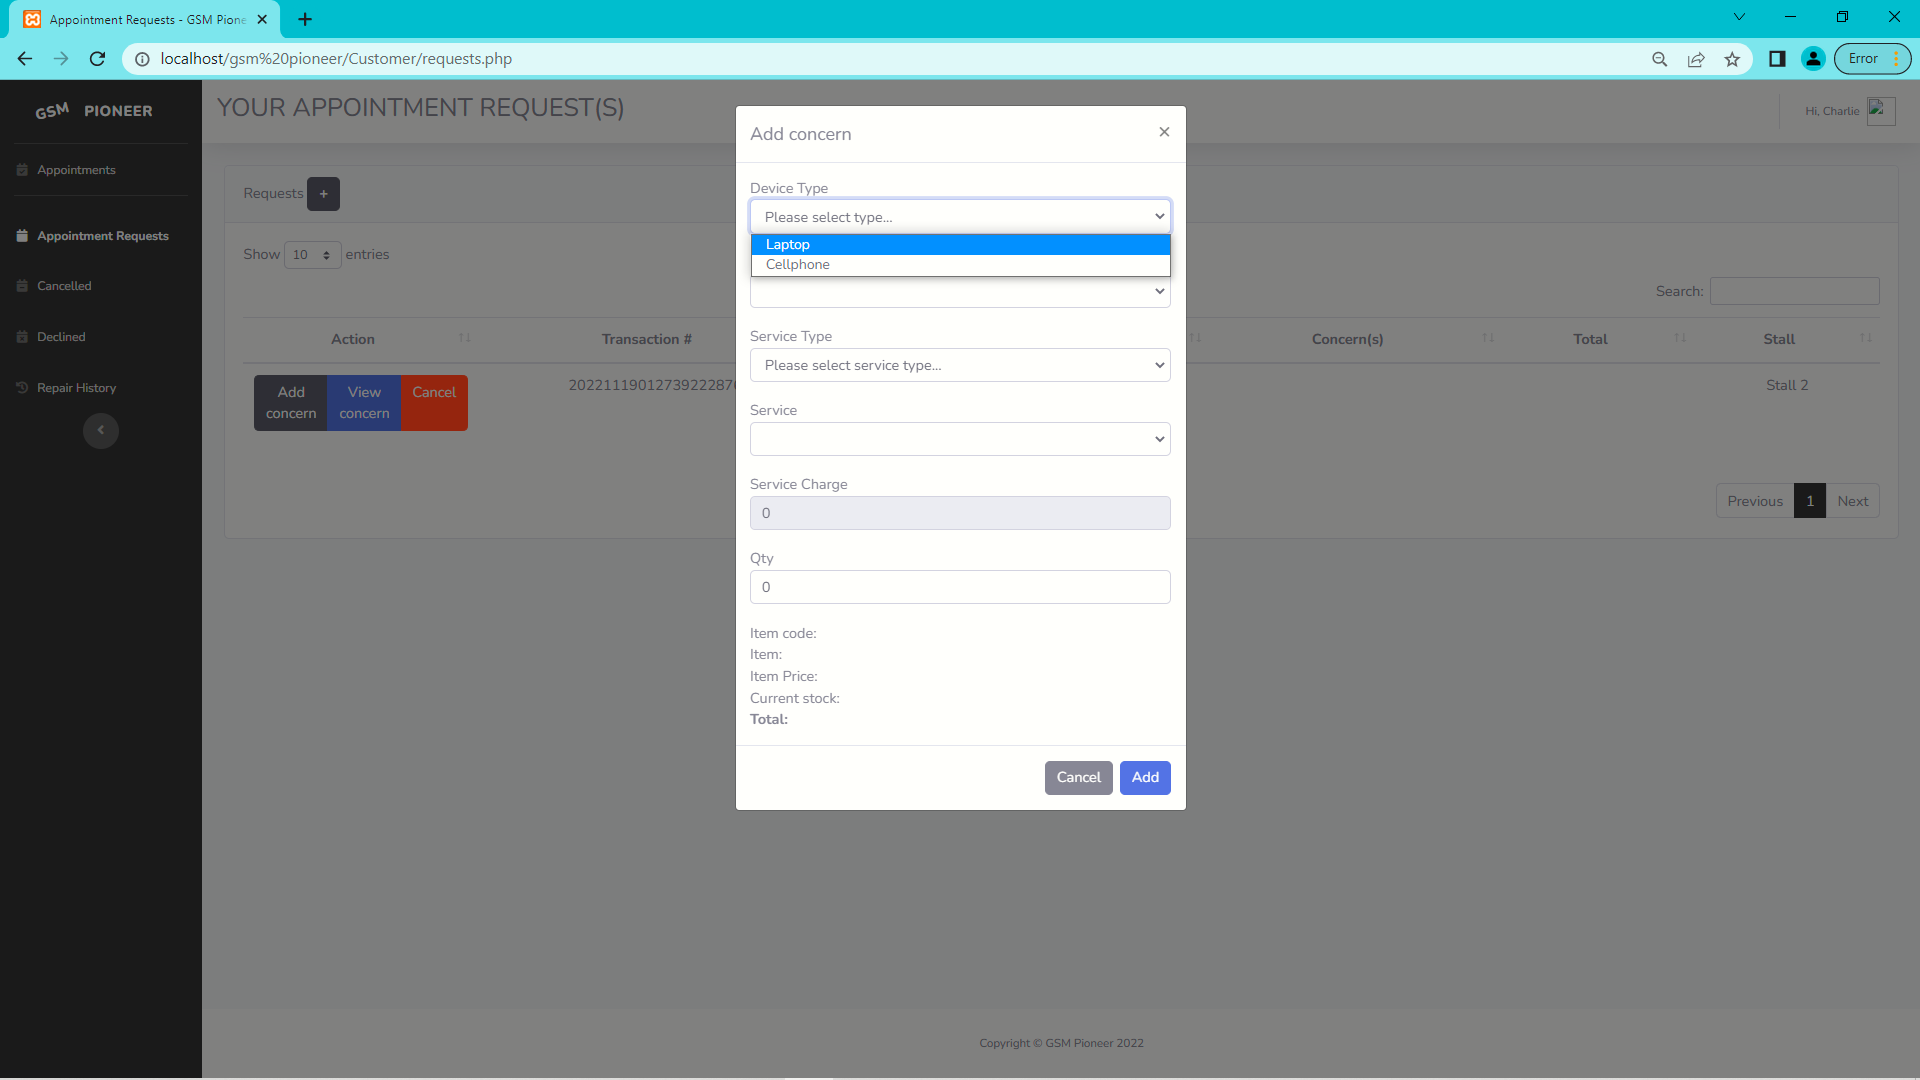 Appointment Requests - GSM Pione
localhost/gsm%20pioneer/Customer/requests.php
Error
GSM PIONEER
Appointments
Appointment Requests
Cancelled
Declined
Repair History
YOUR APPOINTMENT REQUEST(S)
Hi, Charlie
Requests +
Show 10 entries
Search:
Action Transaction # Concern(s) Total Stall
Add concern View concern Cancel 20221119012739222870 Stall 2
Previous 1 Next
Add concern ×
Device Type
Please select type...
Laptop
Cellphone
Service Type
Please select service type...
Service
Service Charge
0
Qty
0
Item code:
Item:
Item Price:
Current stock:
Total:
Cancel Add
Copyright © GSM Pioneer 2022